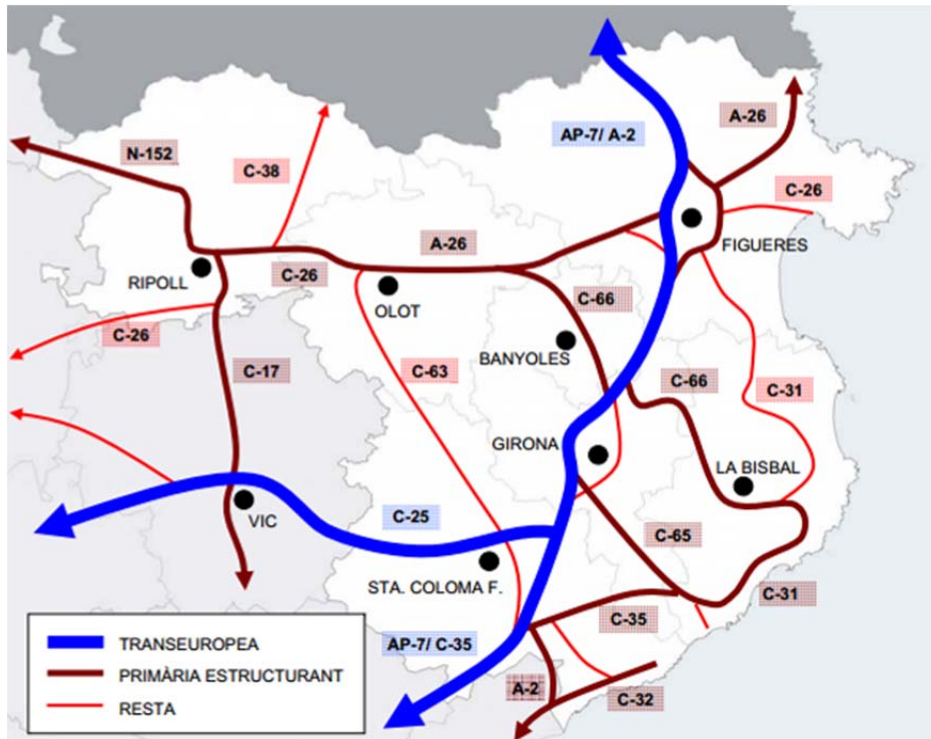 AP-7/ A-2
A-26
N-152
C-38
C-26
FIGUERES
A-26
RIPOLL
C-26
OLOT
C-66
C-26
BANYOLES
C-17
C-63
C-66
C-31
GIRONA
LA BISBAL
VIC
C-25
C-65
STA. COLOMA F.
C-31
C-35
AP-7/ C-35
A-2
C-32
TRANSEUROPEA
PRIMÀRIA ESTRUCTURANT
RESTA